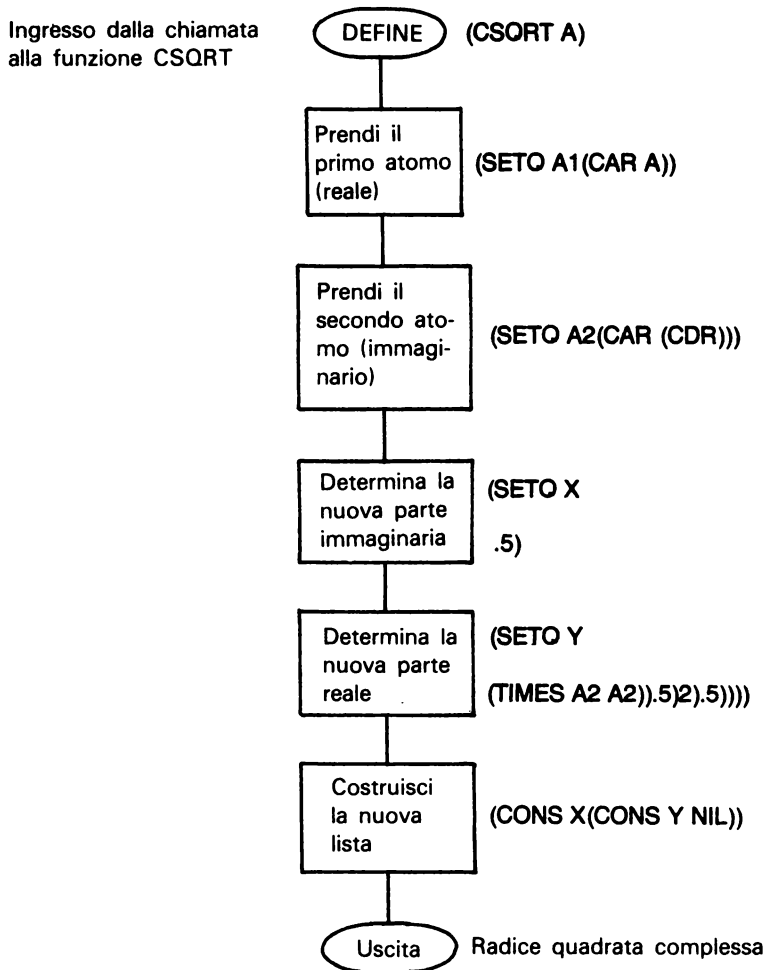 Ingresso dalla chiamata
alla funzione CSQRT
DEFINE
(CSQRT A)
Prendi il
primo atomo
(reale)
(SETQ A1(CAR A))
Prendi il
secondo ato-
mo (immagi-
nario)
(SETQ A2(CAR (CDR)))
Determina la
nuova parte
immaginaria
(SETQ X
.5)
Determina la
nuova parte
reale
(SETQ Y
(TIMES A2 A2)).5)2).5))))
Costruisci
la nuova
lista
(CONS X(CONS Y NIL))
Uscita
Radice quadrata complessa